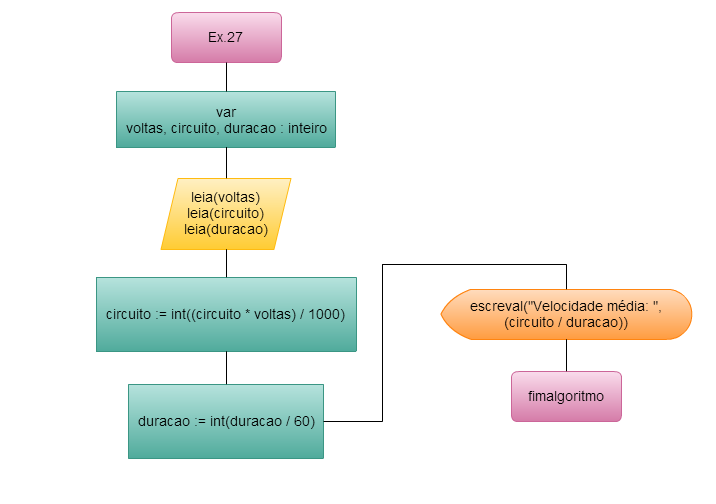 Ex.27
var
voltas, circuito, duracao : inteiro
leia(voltas)
leia(circuito)
leia(duracao)
circuito := int((circuito * voltas) / 1000)
duracao := int(duracao / 60)
escreval("Velocidade média: ",
(circuito / duracao))
fimalgoritmo